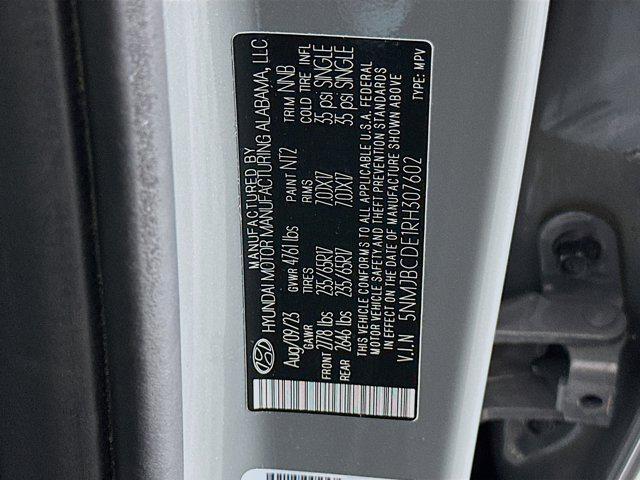 MANUFACTURED BY
HYUNDAI MOTOR MANUFACTURING ALABAMA, LLC
Aug/09/23 GVWR 4761 lbs PAINT NT2 TRIM NNB
GAWR TIRES RIMS COLD TIRE INFL
FRONT 2778 lbs 235/65R17 7.0JX17 35 psi SINGLE
REAR 2646 lbs 235/65R17 7.0JX17 35 psi SINGLE
THIS VEHICLE CONFORMS TO ALL APPLICABLE U.S.A. FEDERAL
MOTOR VEHICLE SAFETY AND THEFT PREVENTION STANDARDS
IN EFFECT ON THE DATE OF MANUFACTURE SHOWN ABOVE
V.I.N 5NMJBCDE1RH307602 TYPE: MPV